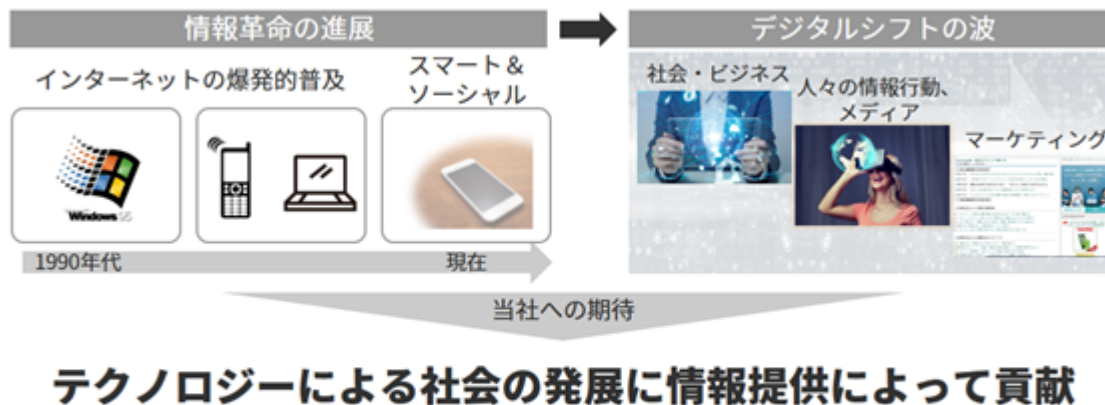 情報革命の進展
デジタルシフトの波
インターネットの爆発的普及
スマート＆
ソーシャル
Windows 95
1990年代
現在
社会・ビジネス
人々の情報行動、
メディア
マーケティング
当社への期待
テクノロジーによる社会の発展に情報提供によって貢献